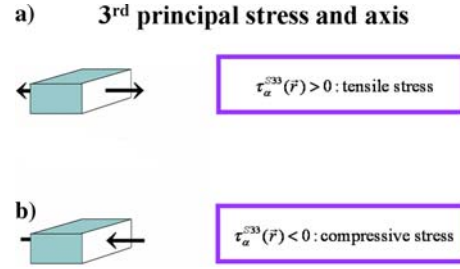 a) 3rd principal stress and axis
τ_α^{S33}(r⃗) > 0 : tensile stress
b)
τ_α^{S33}(r⃗) < 0 : compressive stress